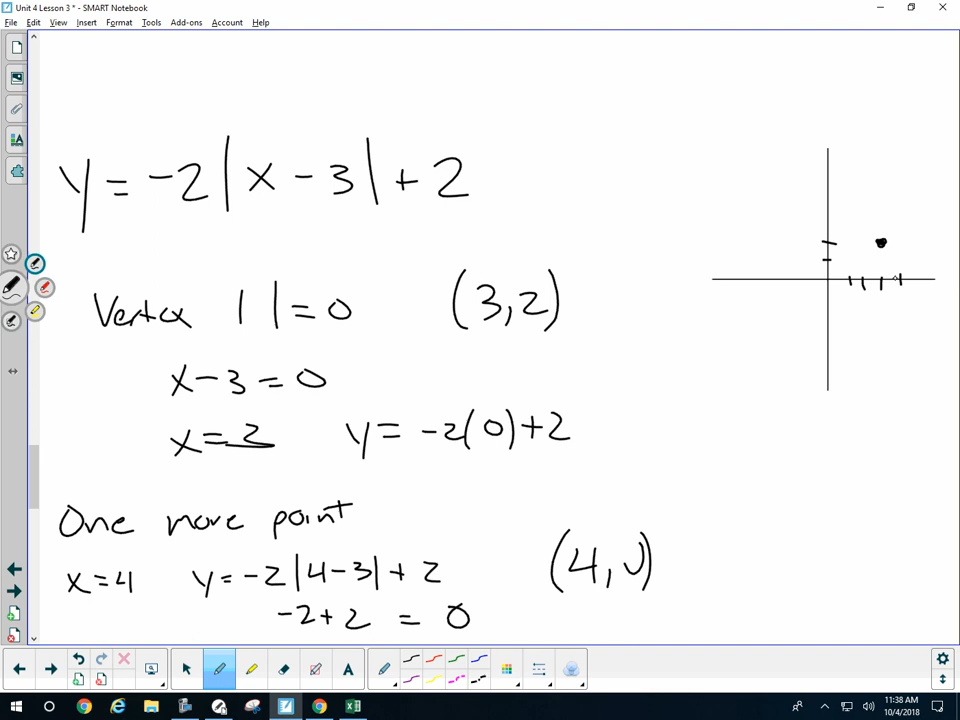 Unit 4 Lesson 3 * - SMART Notebook
File Edit View Insert Format Tools Add-ons Account Help
y = -2|x - 3| + 2
Vertex | | = 0 (3,2)
x - 3 = 0
x = 2 y = -2(0)+2
One more point
x = 4 y = -2|4-3| + 2 (4,0)
-2+2 = 0
11:38 AM
10/4/2018